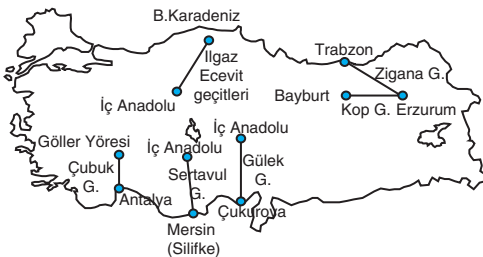 B.Karadeniz
Ilgaz
Ecevit
geçitleri
İç Anadolu
Trabzon
Zigana G.
Bayburt
Kop G. Erzurum
Göller Yöresi
Çubuk
G.
Antalya
İç Anadolu
Sertavul
G.
Mersin
(Silifke)
İç Anadolu
Gülek
G.
Çukurova